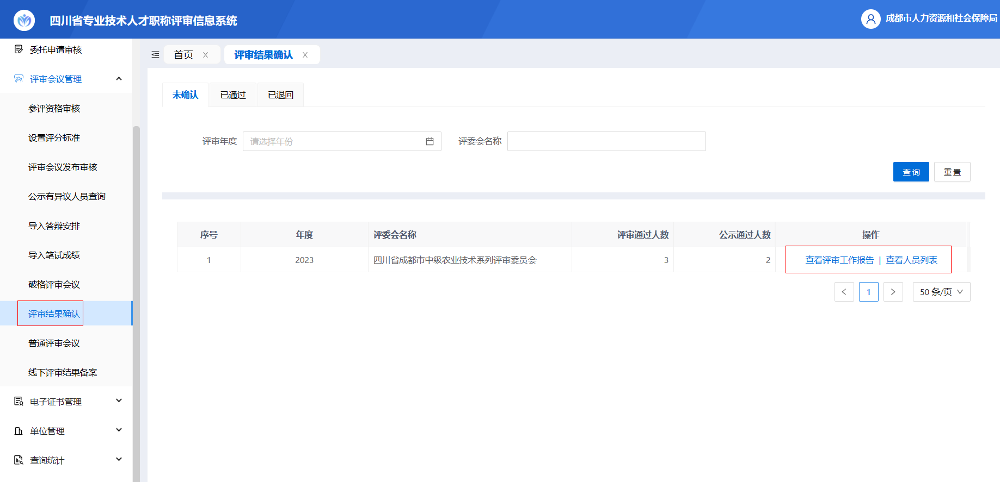 四川省专业技术人才职称评审信息系统
成都市人力资源和社会保障局
委托申请审核
评审会议管理
参评资格审核
设置评分标准
评审会议发布审核
公示有异议人员查询
导入答辩安排
导入笔试成绩
破格评审会议
评审结果确认
普通评审会议
线下评审结果备案
电子证书管理
单位管理
查询统计
首页 X 评审结果确认 X
未确认 已通过 已退回
评审年度 请选择年份 评委会名称
查询 重置
序号 年度 评委会名称 评审通过人数 公示通过人数 操作
1 2023 四川省成都市中级农业技术系列评审委员会 3 2 查看评审工作报告 | 查看人员列表
< 1 > 50 条/页